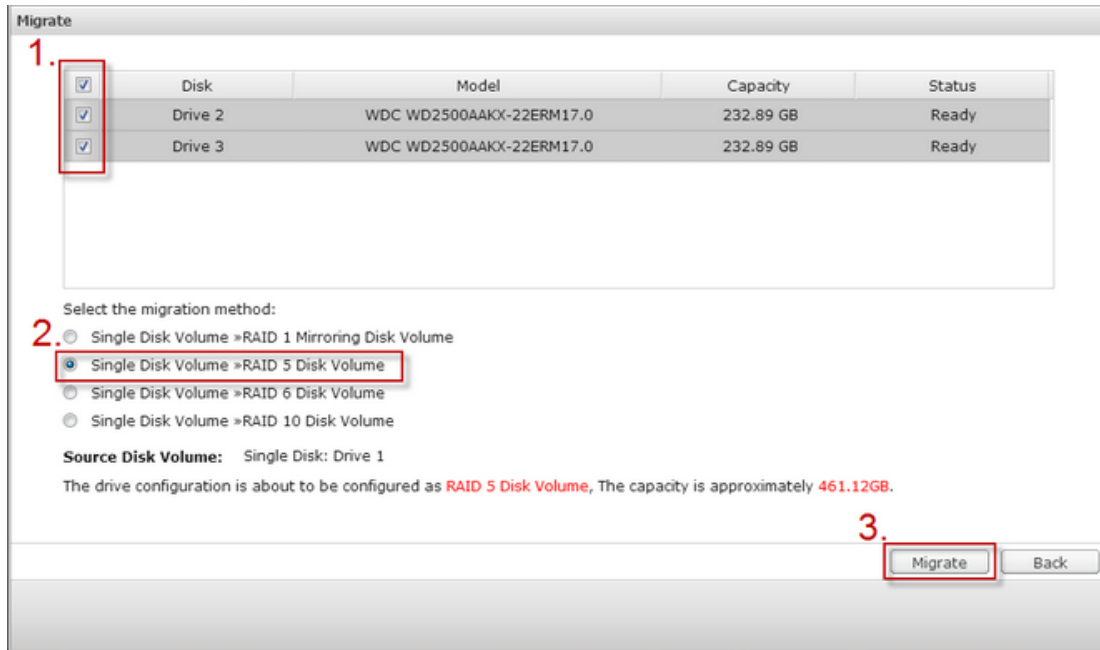 Migrate
1.
Disk Model Capacity Status
Drive 2 WDC WD2500AAKX-22ERM17.0 232.89 GB Ready
Drive 3 WDC WD2500AAKX-22ERM17.0 232.89 GB Ready
Select the migration method:
2.
Single Disk Volume »RAID 1 Mirroring Disk Volume
Single Disk Volume »RAID 5 Disk Volume
Single Disk Volume »RAID 6 Disk Volume
Single Disk Volume »RAID 10 Disk Volume
Source Disk Volume: Single Disk: Drive 1
The drive configuration is about to be configured as RAID 5 Disk Volume, The capacity is approximately 461.12GB.
3.
Migrate Back